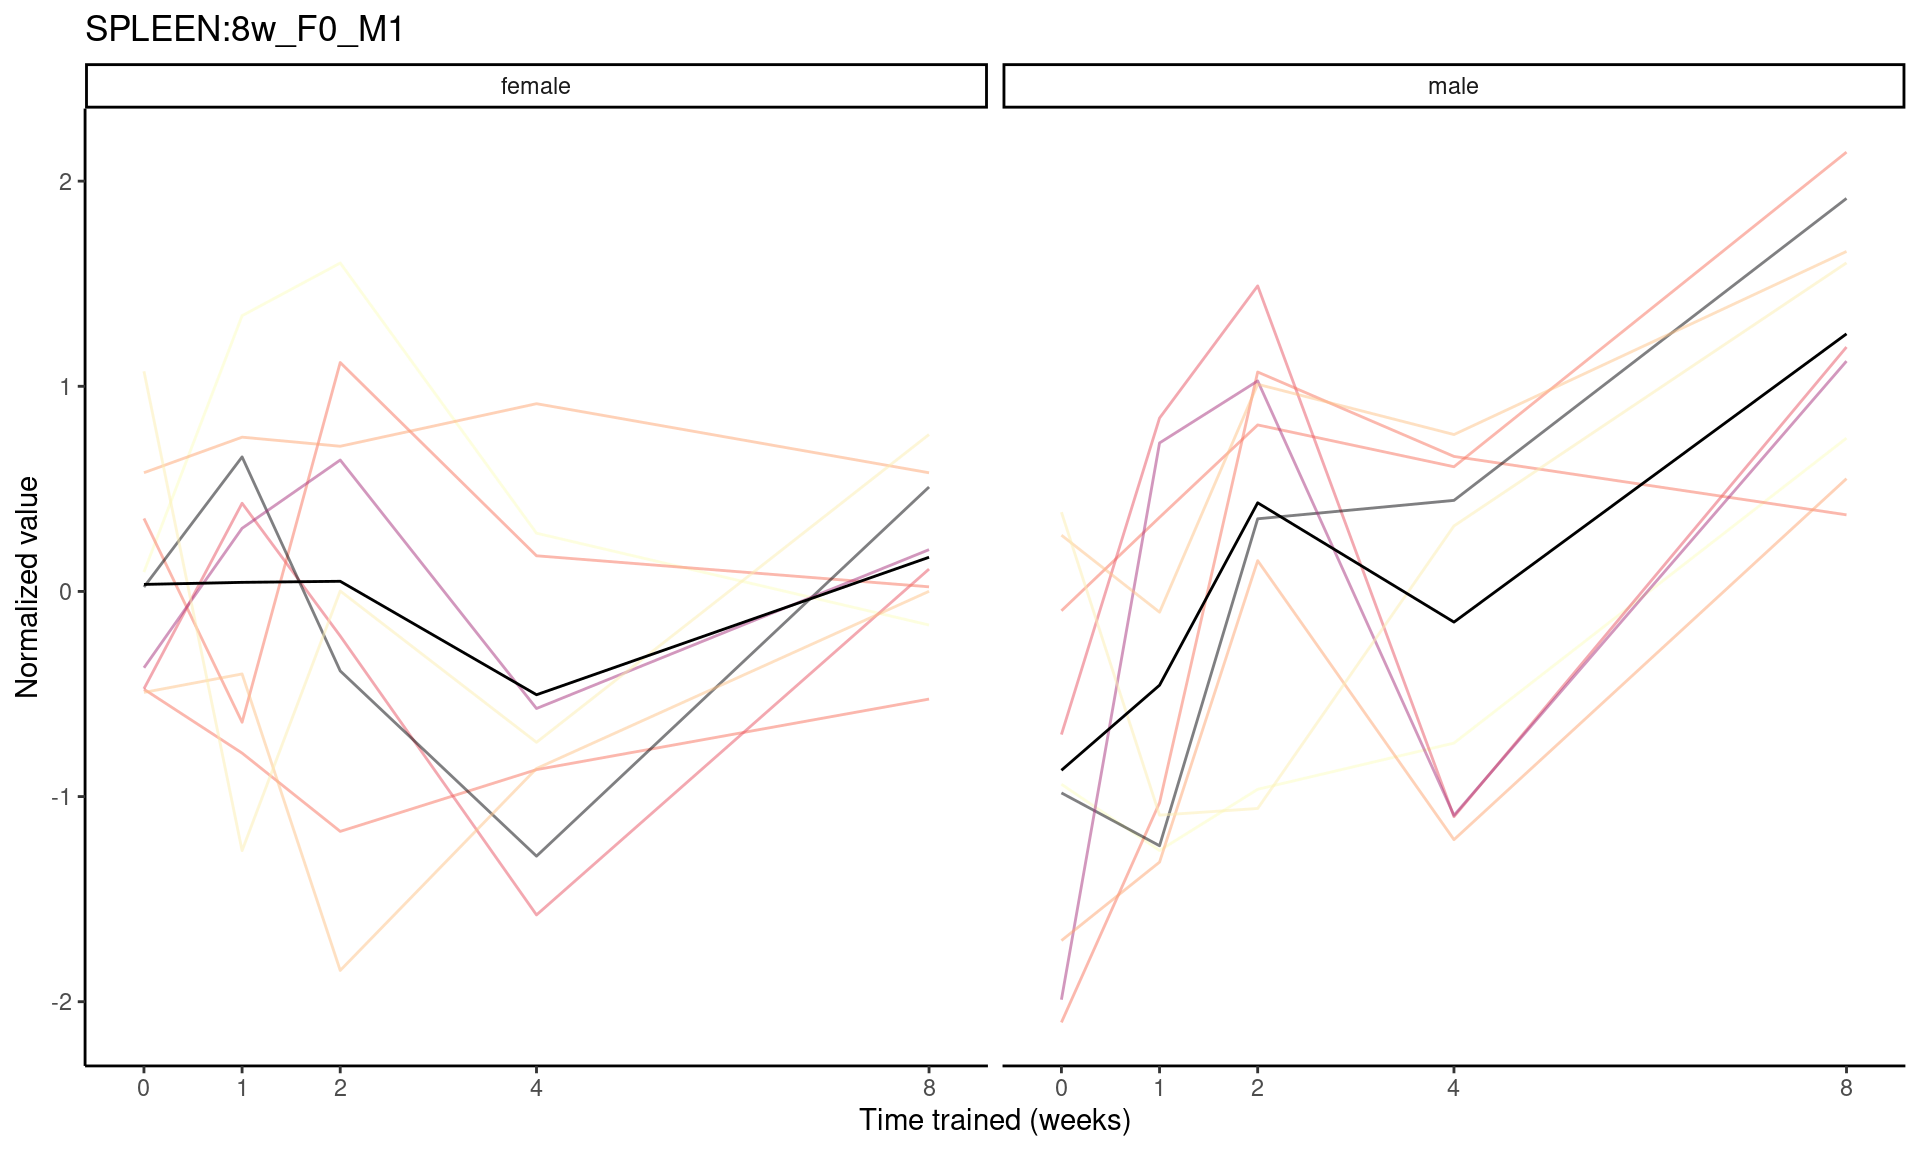 SPLEEN:8w_F0_M1
female
male
2
1
0
-1
-2
Normalized value
0 1 2 4 8
0 1 2 4 8
Time trained (weeks)